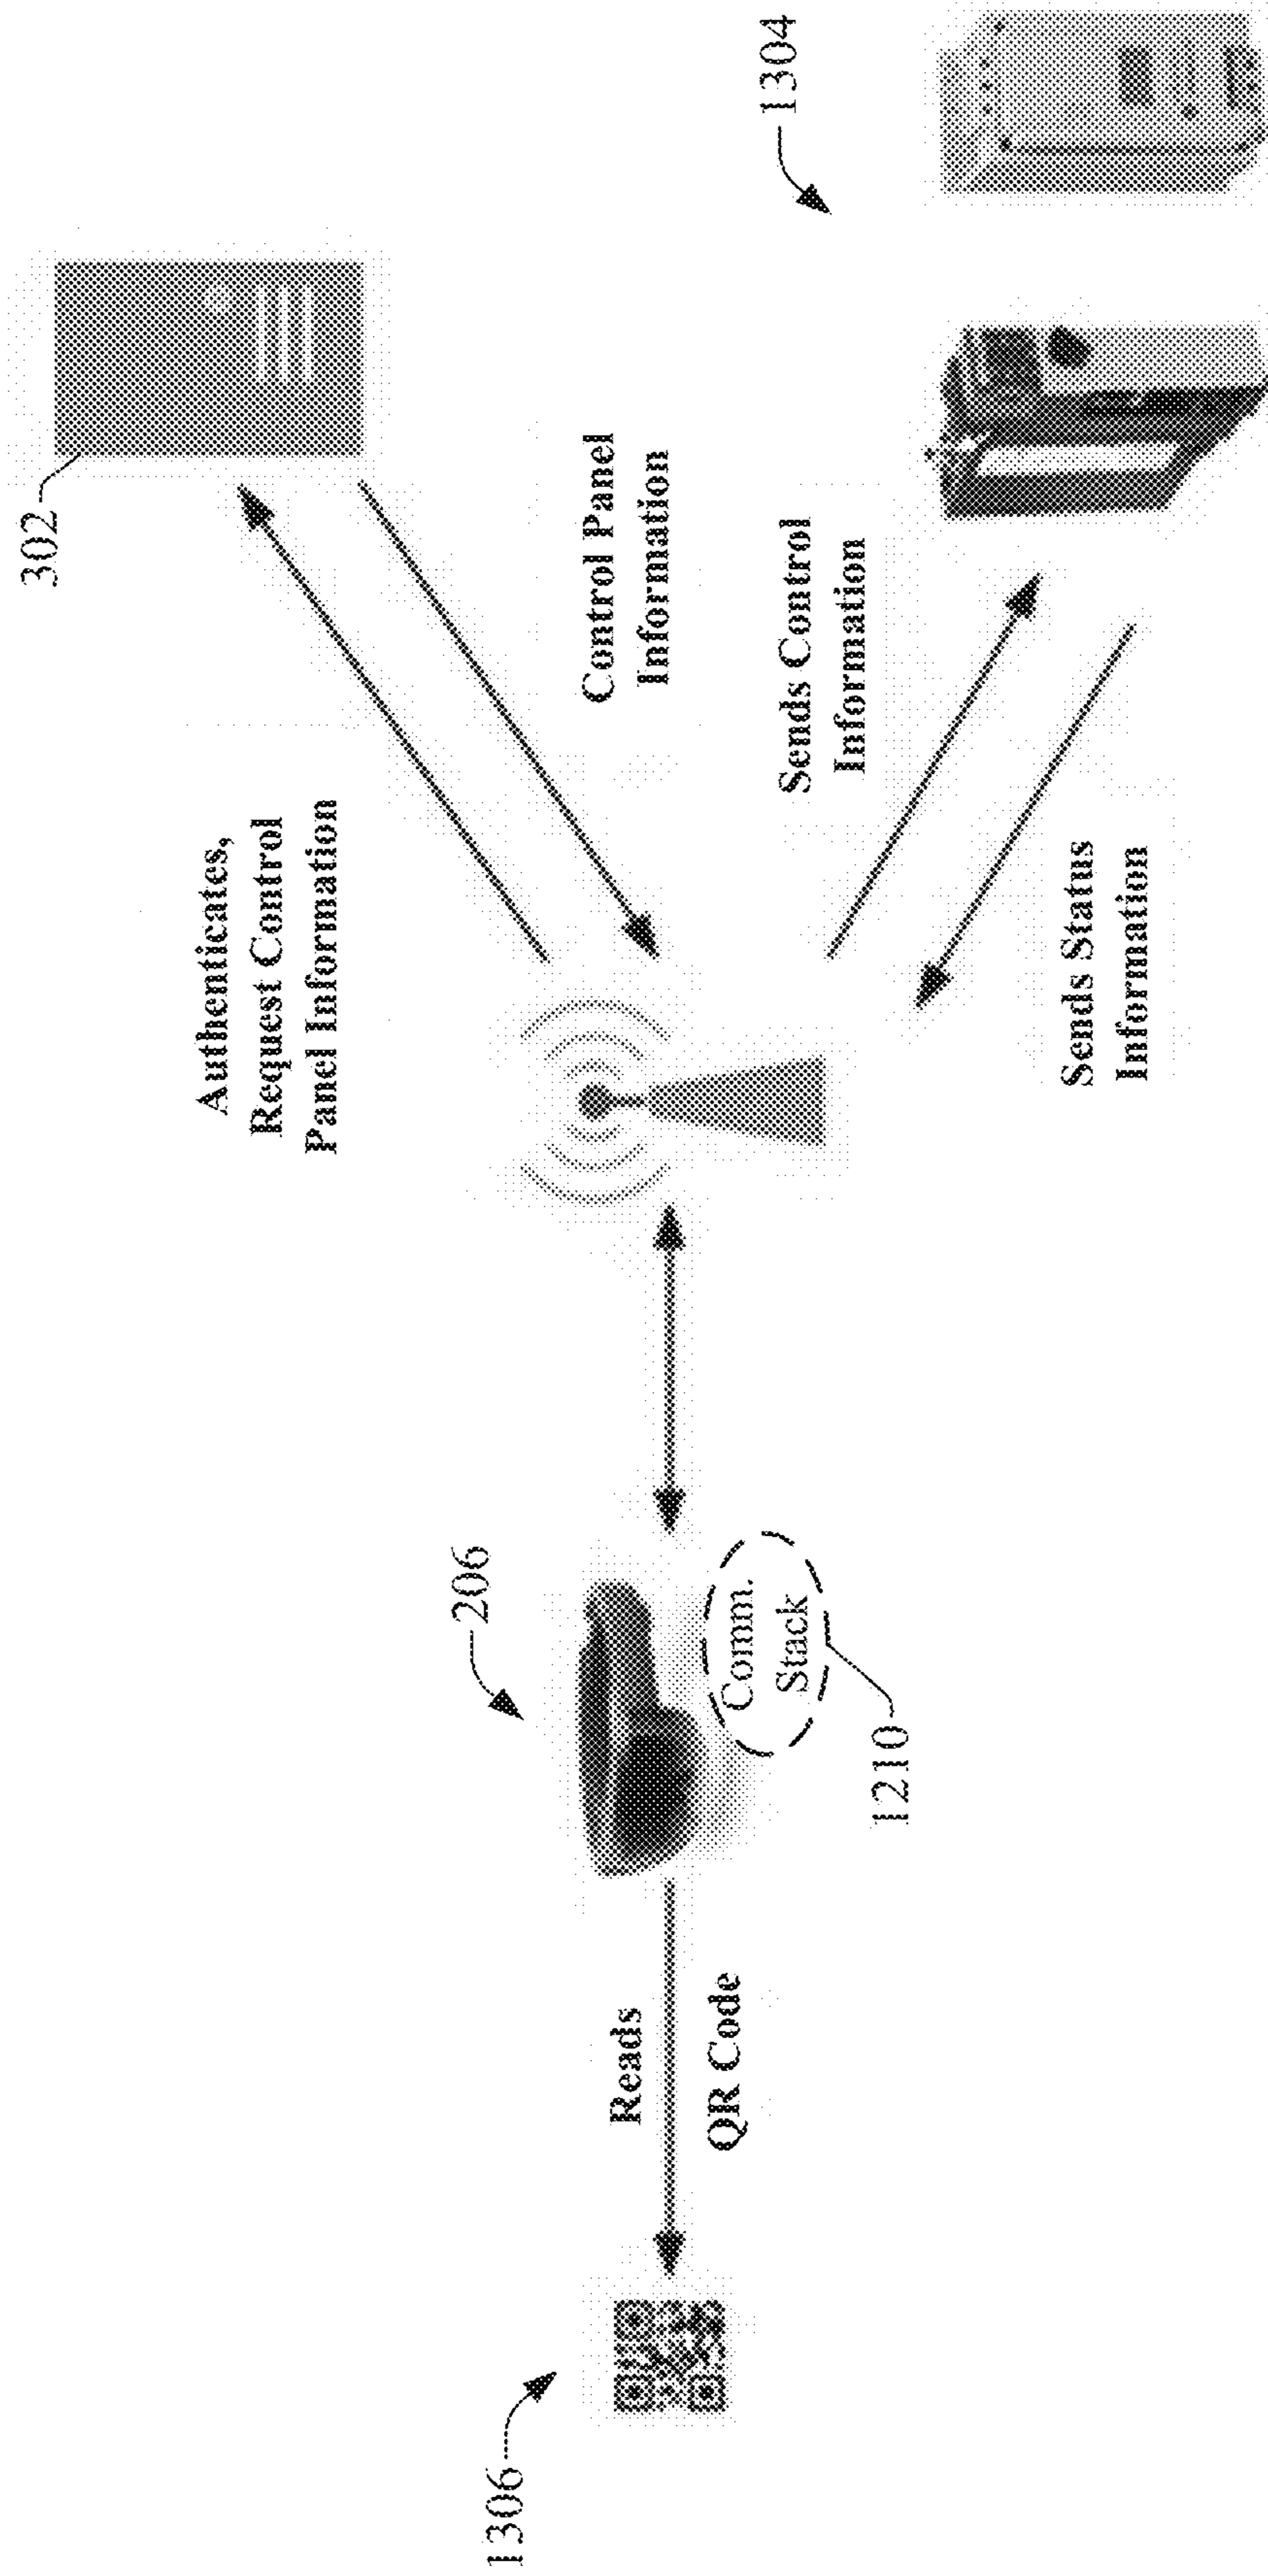 302
Authenticates,
Request Control
Panel Information
Control Panel
Information
1304
206
Sends Control
Information
1306
Reads
QR Code
Comm.
Stack
1210
Sends Status
Information